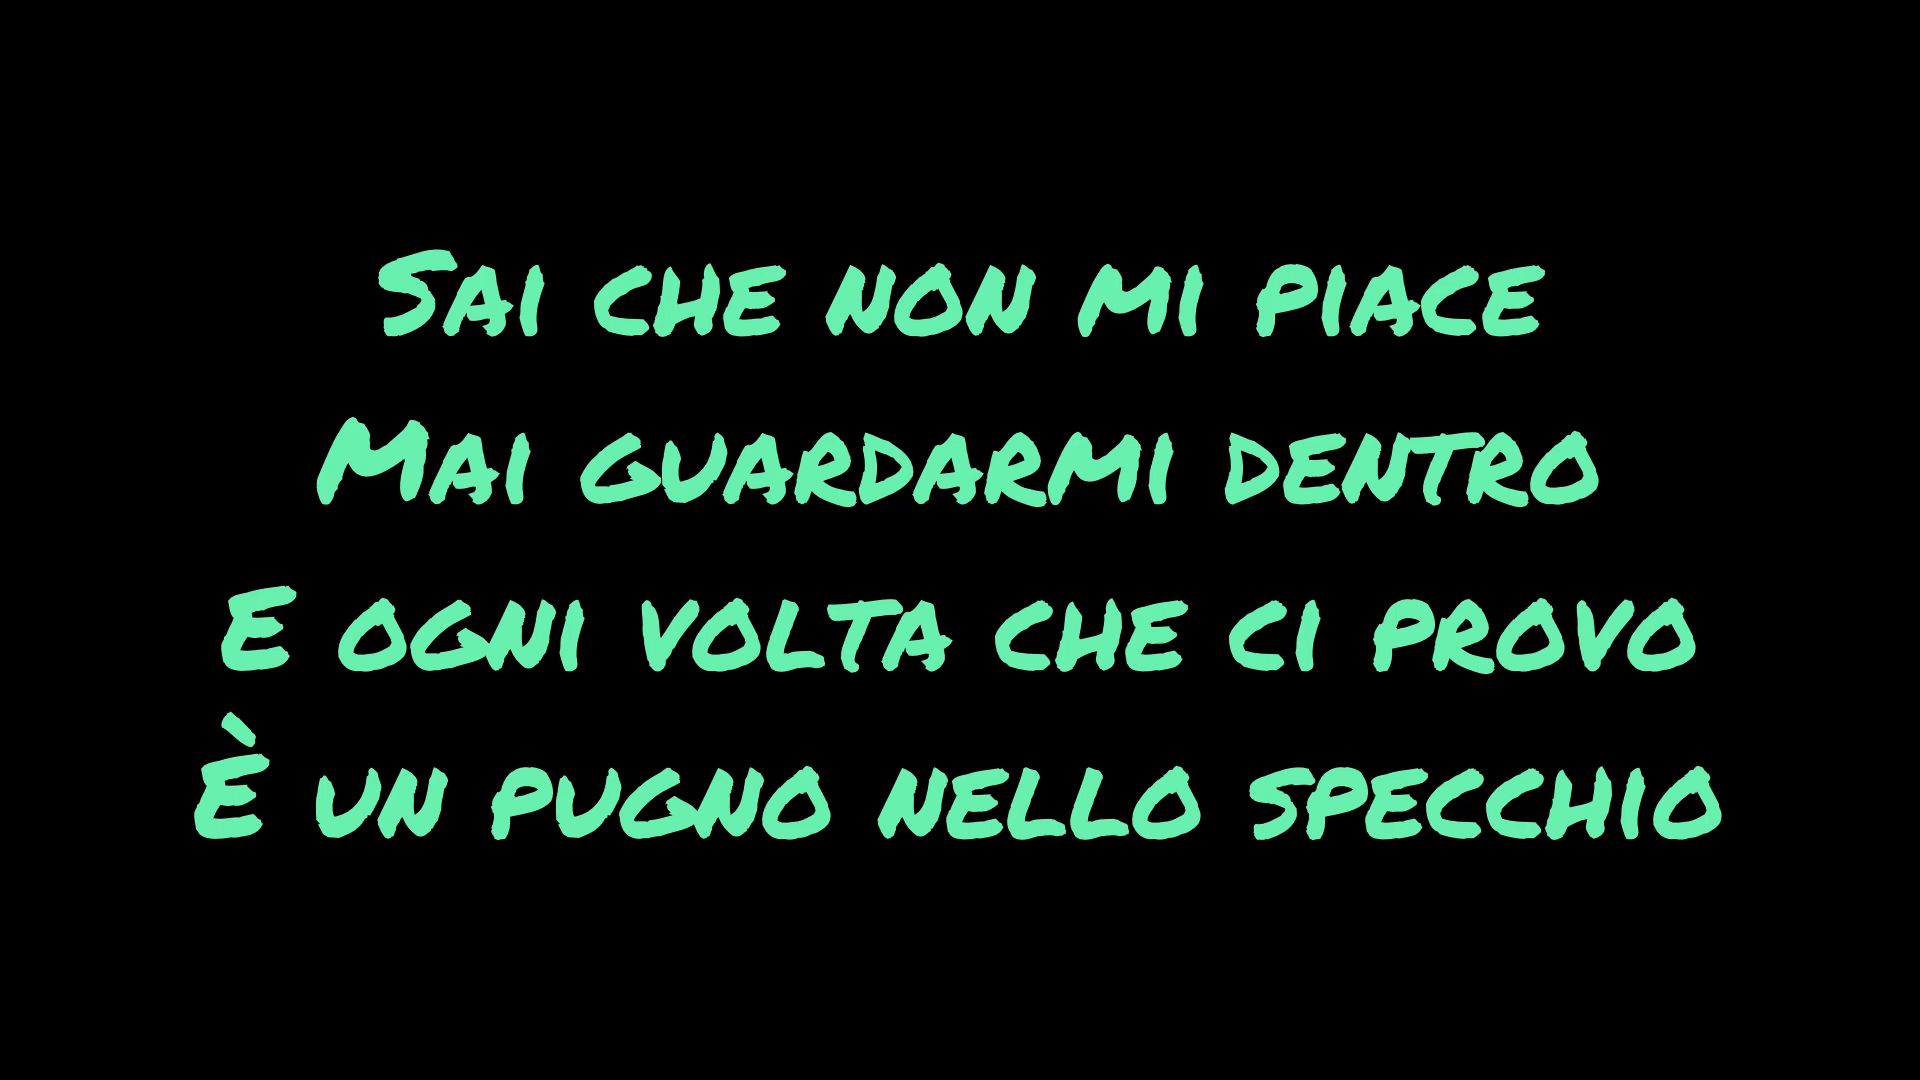 Sai che non mi piace
Mai guardarmi dentro
E ogni volta che ci provo
È un pugno nello specchio